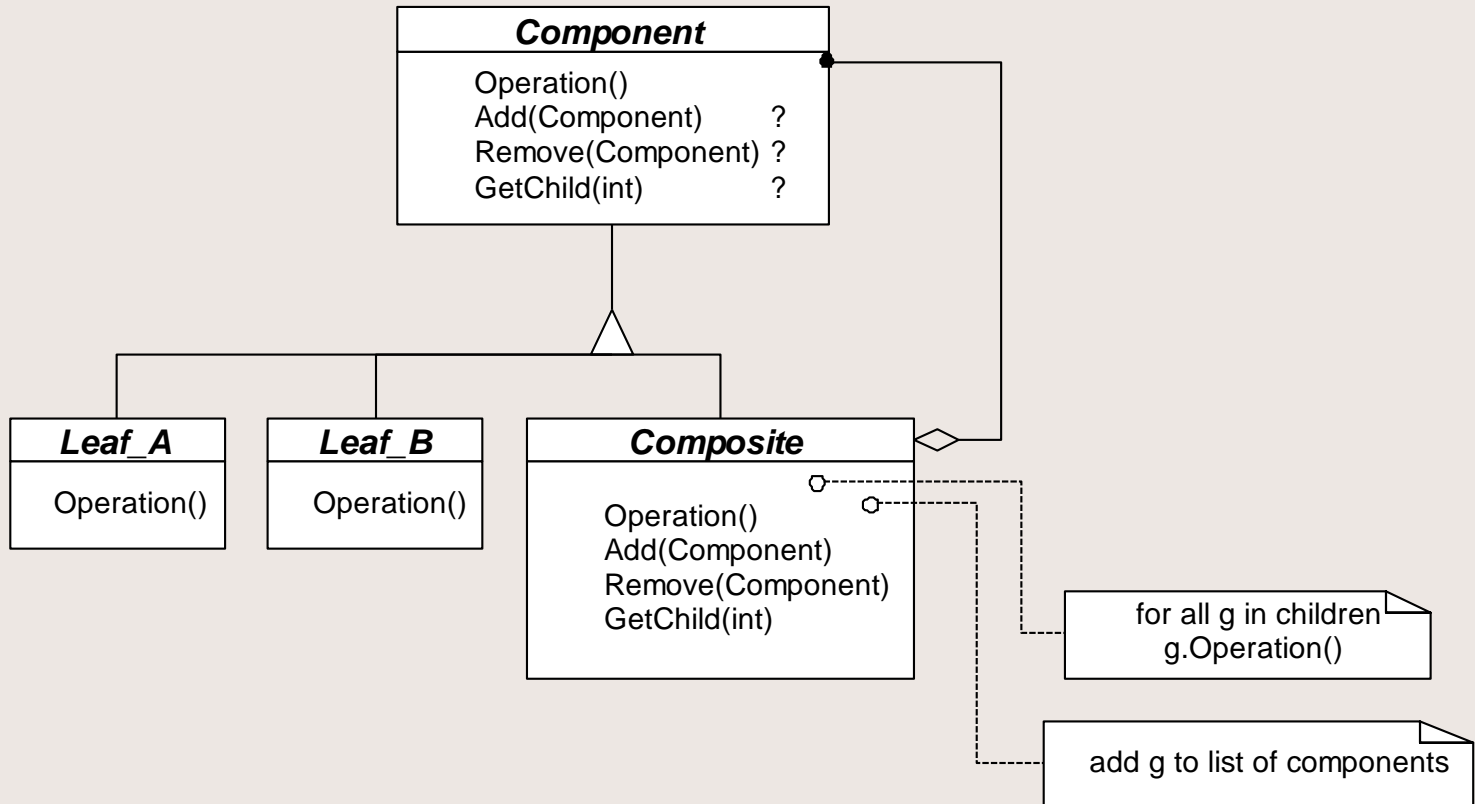 Component
Operation()
Add(Component) ?
Remove(Component) ?
GetChild(int) ?
Leaf_A
Operation()
Leaf_B
Operation()
Composite
Operation()
Add(Component)
Remove(Component)
GetChild(int)
for all g in children
g.Operation()
add g to list of components